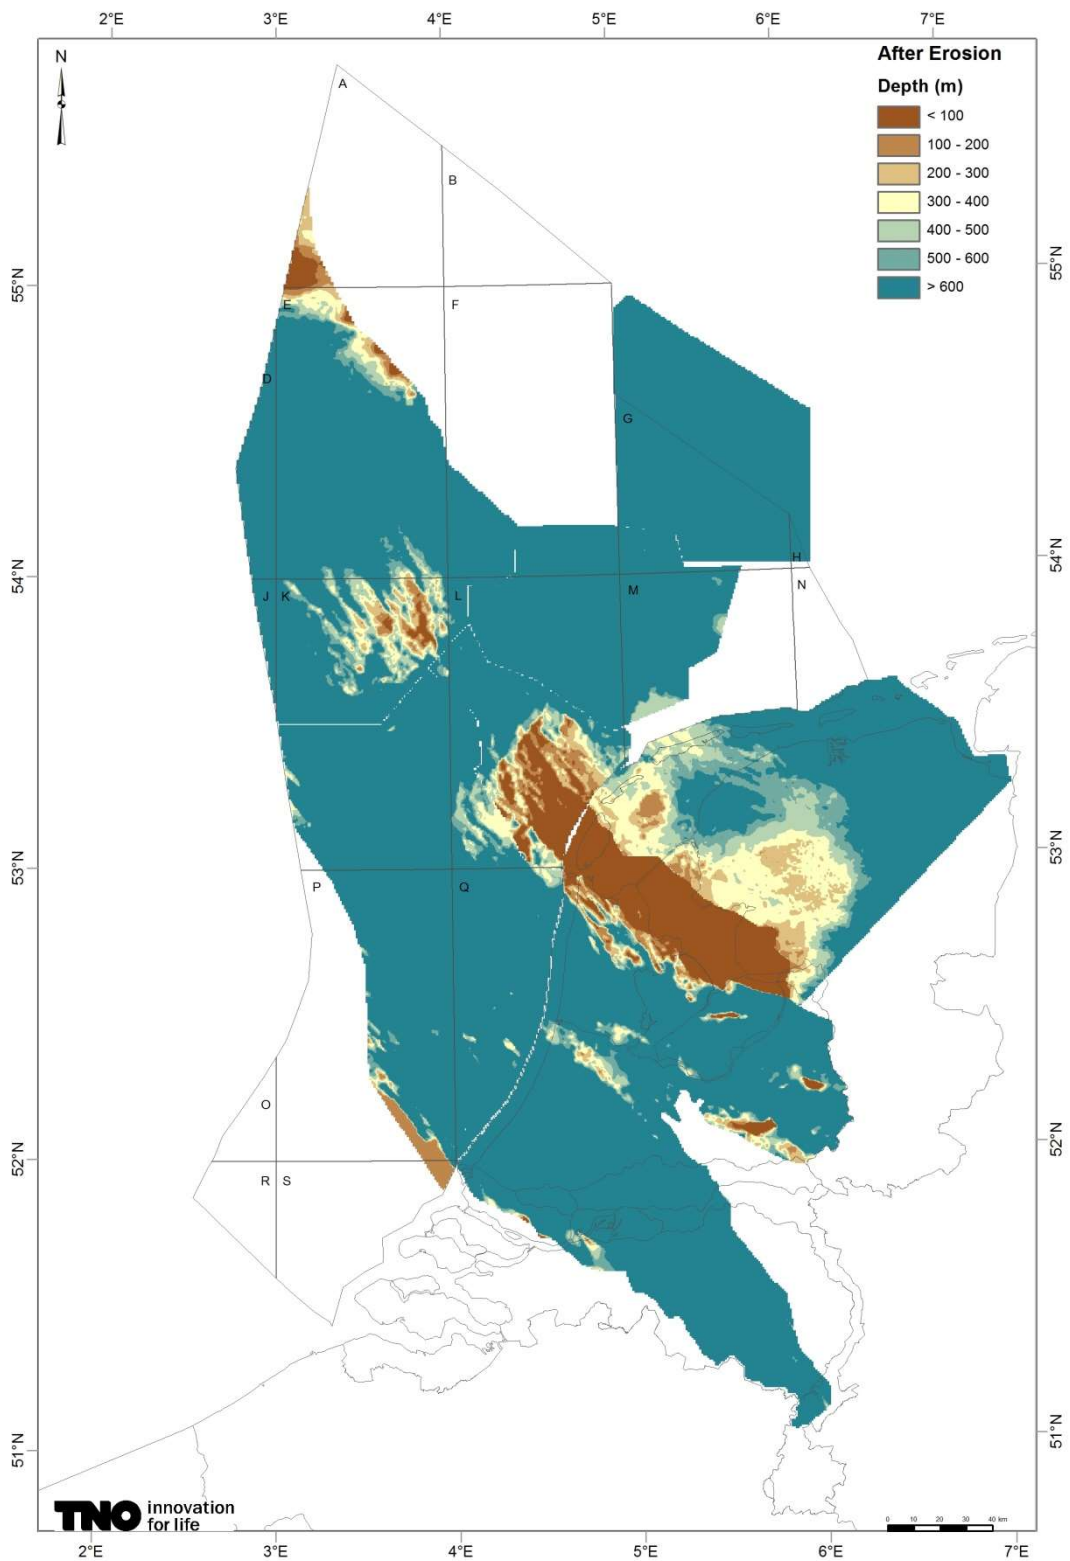 2°E 3°E 4°E 5°E 6°E 7°E
N
After Erosion
Depth (m)
< 100
100 - 200
200 - 300
300 - 400
400 - 500
500 - 600
> 600
A
B
55°N 55°N
E F
D
G
54°N 54°N
H
J K L M N
53°N 53°N
P Q
O
52°N 52°N
R S
51°N 51°N
TNO innovation
for life
0 10 20 30 40 km
2°E 3°E 4°E 5°E 6°E 7°E